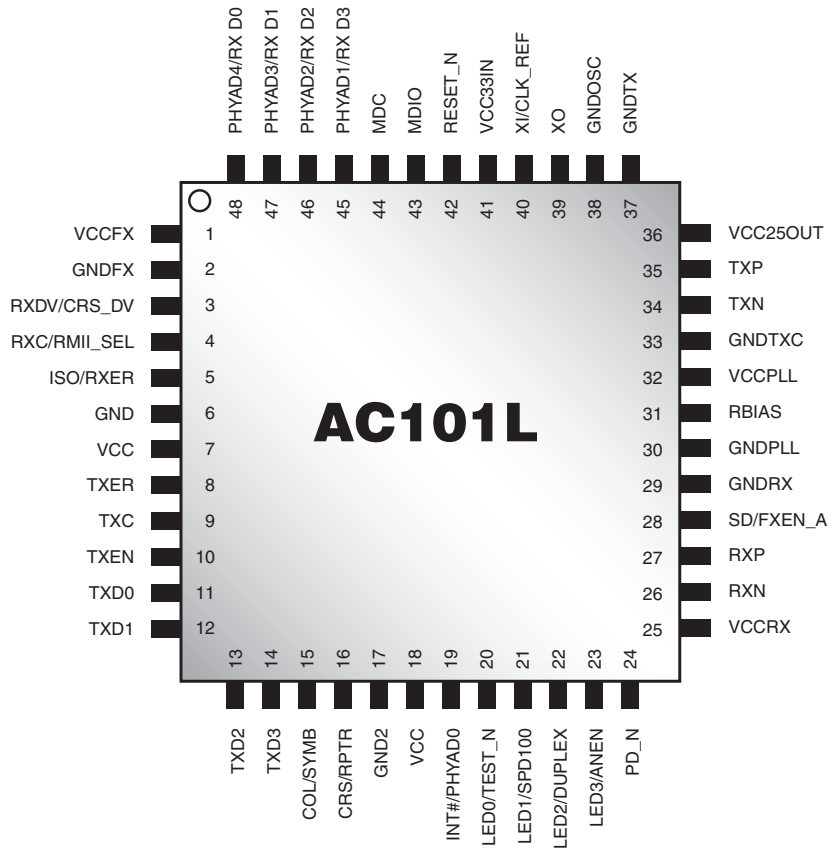 PHYAD4/RX D0
PHYAD3/RX D1
PHYAD2/RX D2
PHYAD1/RX D3
MDC
MDIO
RESET_N
VCC33IN
XI/CLK_REF
XO
GNDOSC
GNDTX
48
47
46
45
44
43
42
41
40
39
38
37
VCCFX 1
GNDFX 2
RXDV/CRS_DV 3
RXC/RMII_SEL 4
ISO/RXER 5
GND 6
VCC 7
TXER 8
TXC 9
TXEN 10
TXD0 11
TXD1 12
AC101L
36 VCC25OUT
35 TXP
34 TXN
33 GNDTXC
32 VCCPLL
31 RBIAS
30 GNDPLL
29 GNDRX
28 SD/FXEN_A
27 RXP
26 RXN
25 VCCRX
13
14
15
16
17
18
19
20
21
22
23
24
TXD2
TXD3
COL/SYMB
CRS/RPTR
GND2
VCC
INT#/PHYAD0
LED0/TEST_N
LED1/SPD100
LED2/DUPLEX
LED3/ANEN
PD_N